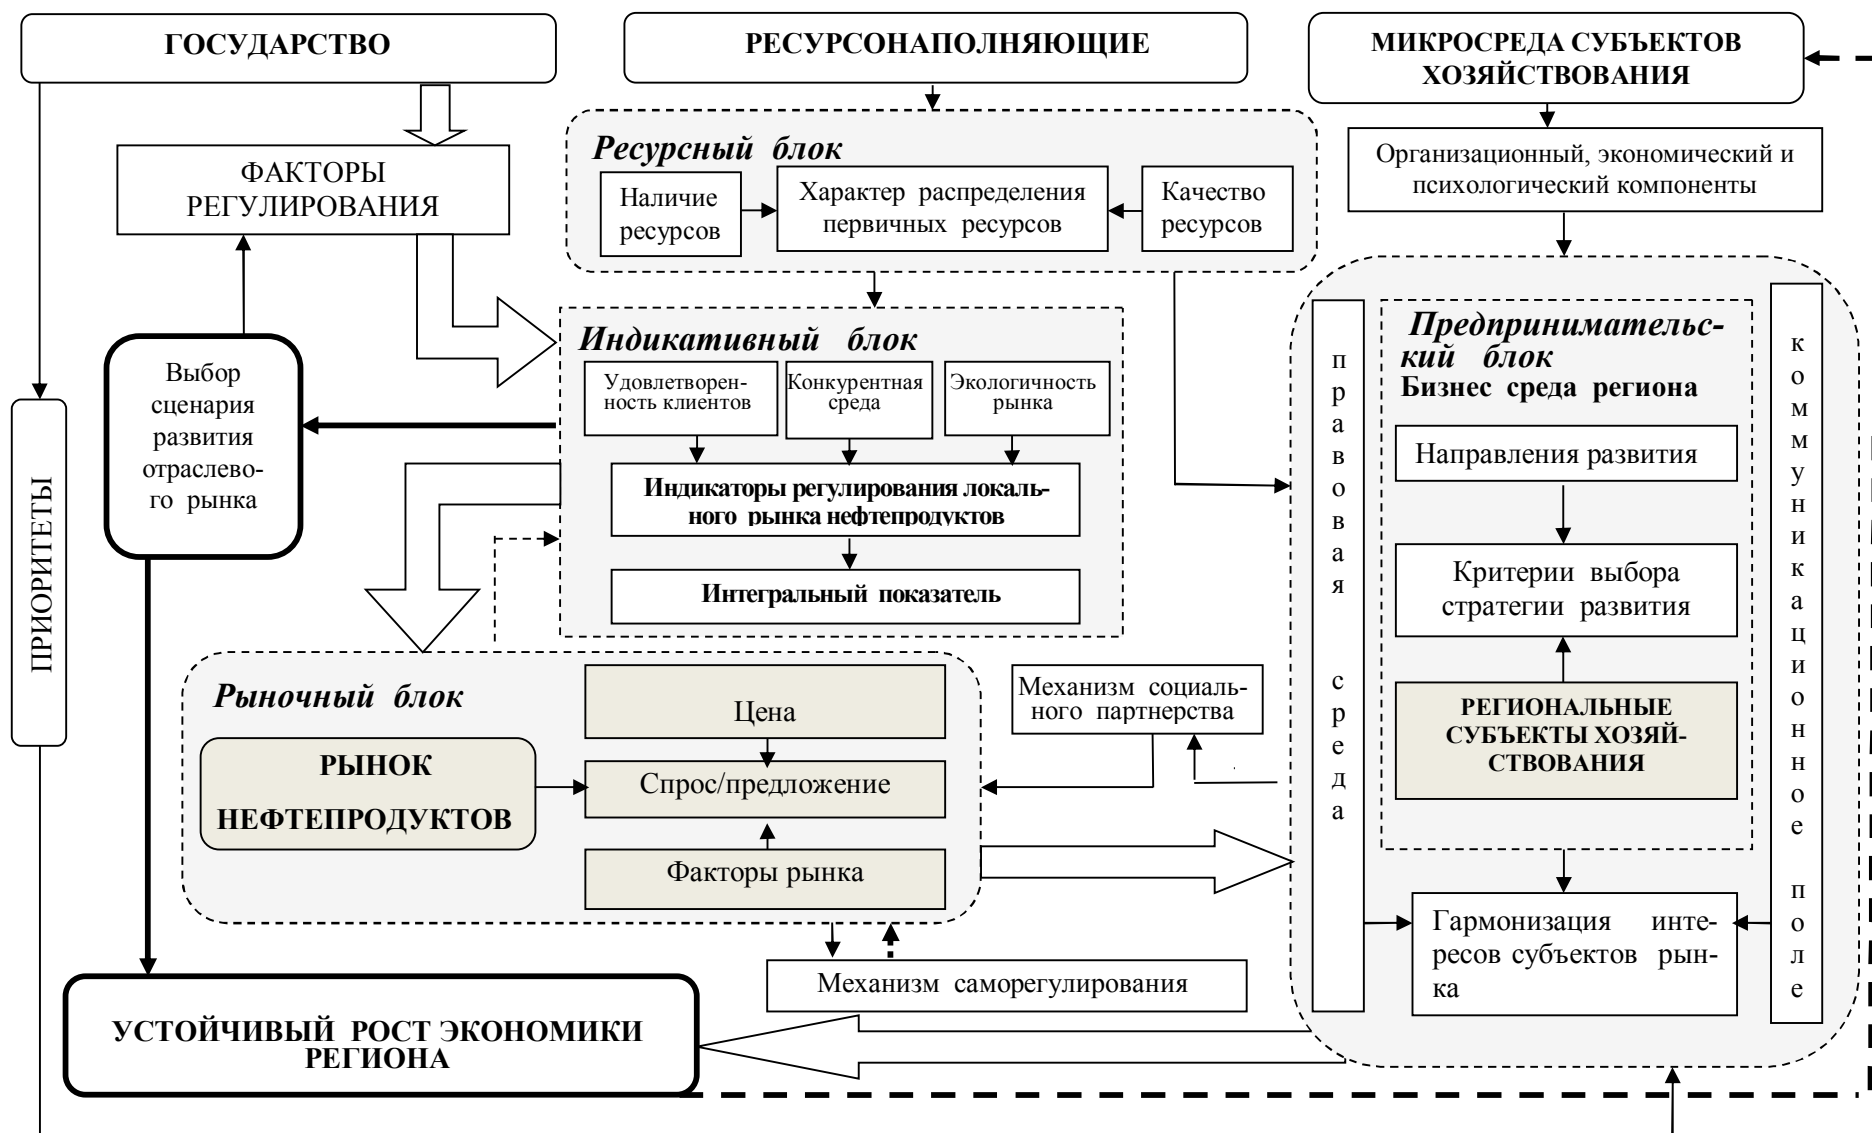 ГОСУДАРСТВО
РЕСУРСОНАПОЛНЯЮЩИЕ
МИКРОСРЕДА СУБЪЕКТОВ
ХОЗЯЙСТВОВАНИЯ
ФАКТОРЫ
РЕГУЛИРОВАНИЯ
Ресурсный блок
Наличие
ресурсов
Характер распределения
первичных ресурсов
Качество
ресурсов
Организационный, экономический и
психологический компоненты
Выбор
сценария
развития
отраслево-
го рынка
ПРИОРИТЕТЫ
Индикативный блок
Удовлетворен-
ность клиентов
Конкурентная
среда
Экологичность
рынка
Индикаторы регулирования локаль-
ного рынка нефтепродуктов
Интегральный показатель
правовая среда
Предпринимательс-
кий блок
Бизнес среда региона
Направления развития
Критерии выбора
стратегии развития
РЕГИОНАЛЬНЫЕ
СУБЪЕКТЫ ХОЗЯЙ-
СТВОВАНИЯ
коммуникационное поле
Рыночный блок
РЫНОК
НЕФТЕПРОДУКТОВ
Цена
Спрос/предложение
Факторы рынка
Механизм социаль-
ного партнерства
Гармонизация инте-
ресов субъектов рын-
ка
Механизм саморегулирования
УСТОЙЧИВЫЙ РОСТ ЭКОНОМИКИ
РЕГИОНА